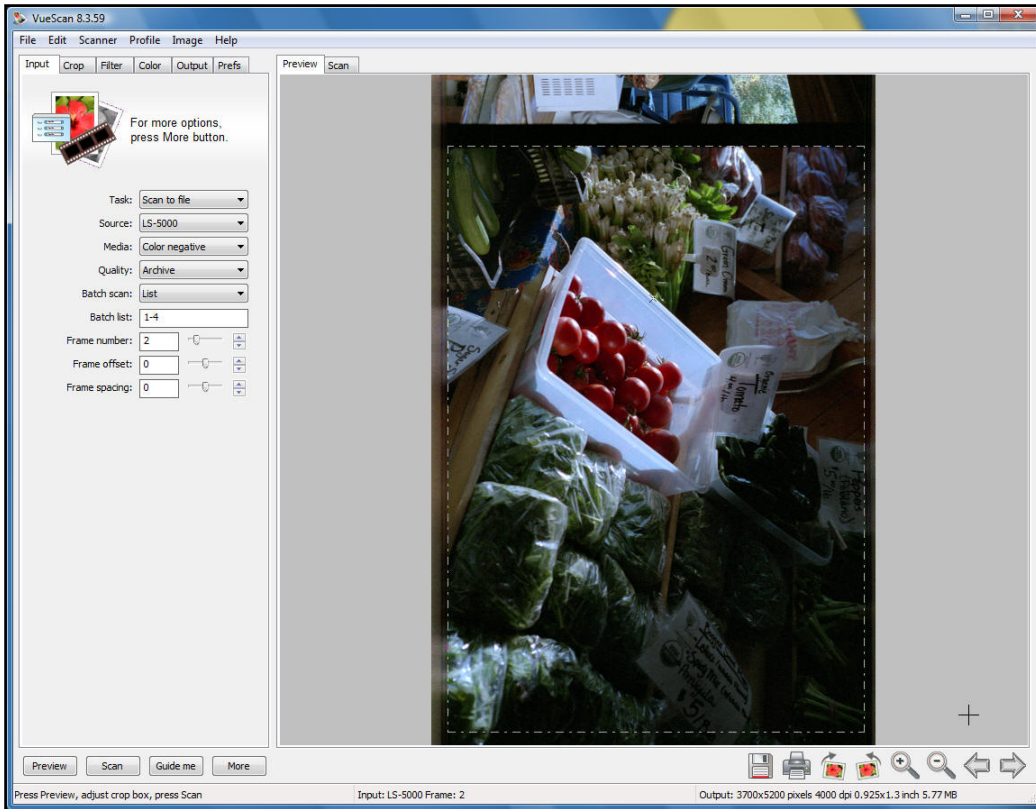 VueScan 8.3.59
File Edit Scanner Profile Image Help
Input Crop Filter Color Output Prefs
Preview Scan
For more options,
press More button.
Task: Scan to file
Source: LS-5000
Media: Color negative
Quality: Archive
Batch scan: List
Batch list: 1-4
Frame number: 2
Frame offset: 0
Frame spacing: 0
Green
Organic
Tomato
Peppers
(Poblano)
Preview Scan Guide me More
Press Preview, adjust crop box, press Scan
Input: LS-5000 Frame: 2
Output: 3700x5200 pixels 4000 dpi 0.925x1.3 inch 5.77 MB